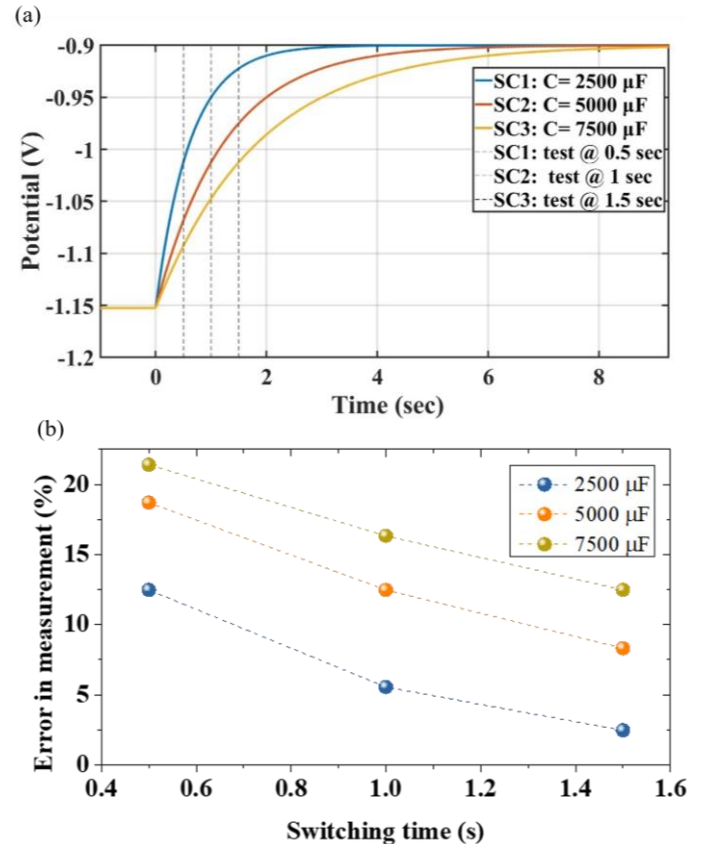 (a)
-0.9
-0.95
-1
-1.05
-1.1
-1.15
-1.2
Potential (V)
SC1: C= 2500 µF
SC2: C= 5000 µF
SC3: C= 7500 µF
SC1: test @ 0.5 sec
SC2:  test @ 1 sec
SC3: test @ 1.5 sec
0 2 4 6 8
Time (sec)
(b)
20
15
10
5
0
Error in measurement (%)
2500 µF
5000 µF
7500 µF
0.4 0.6 0.8 1.0 1.2 1.4 1.6
Switching time (s)